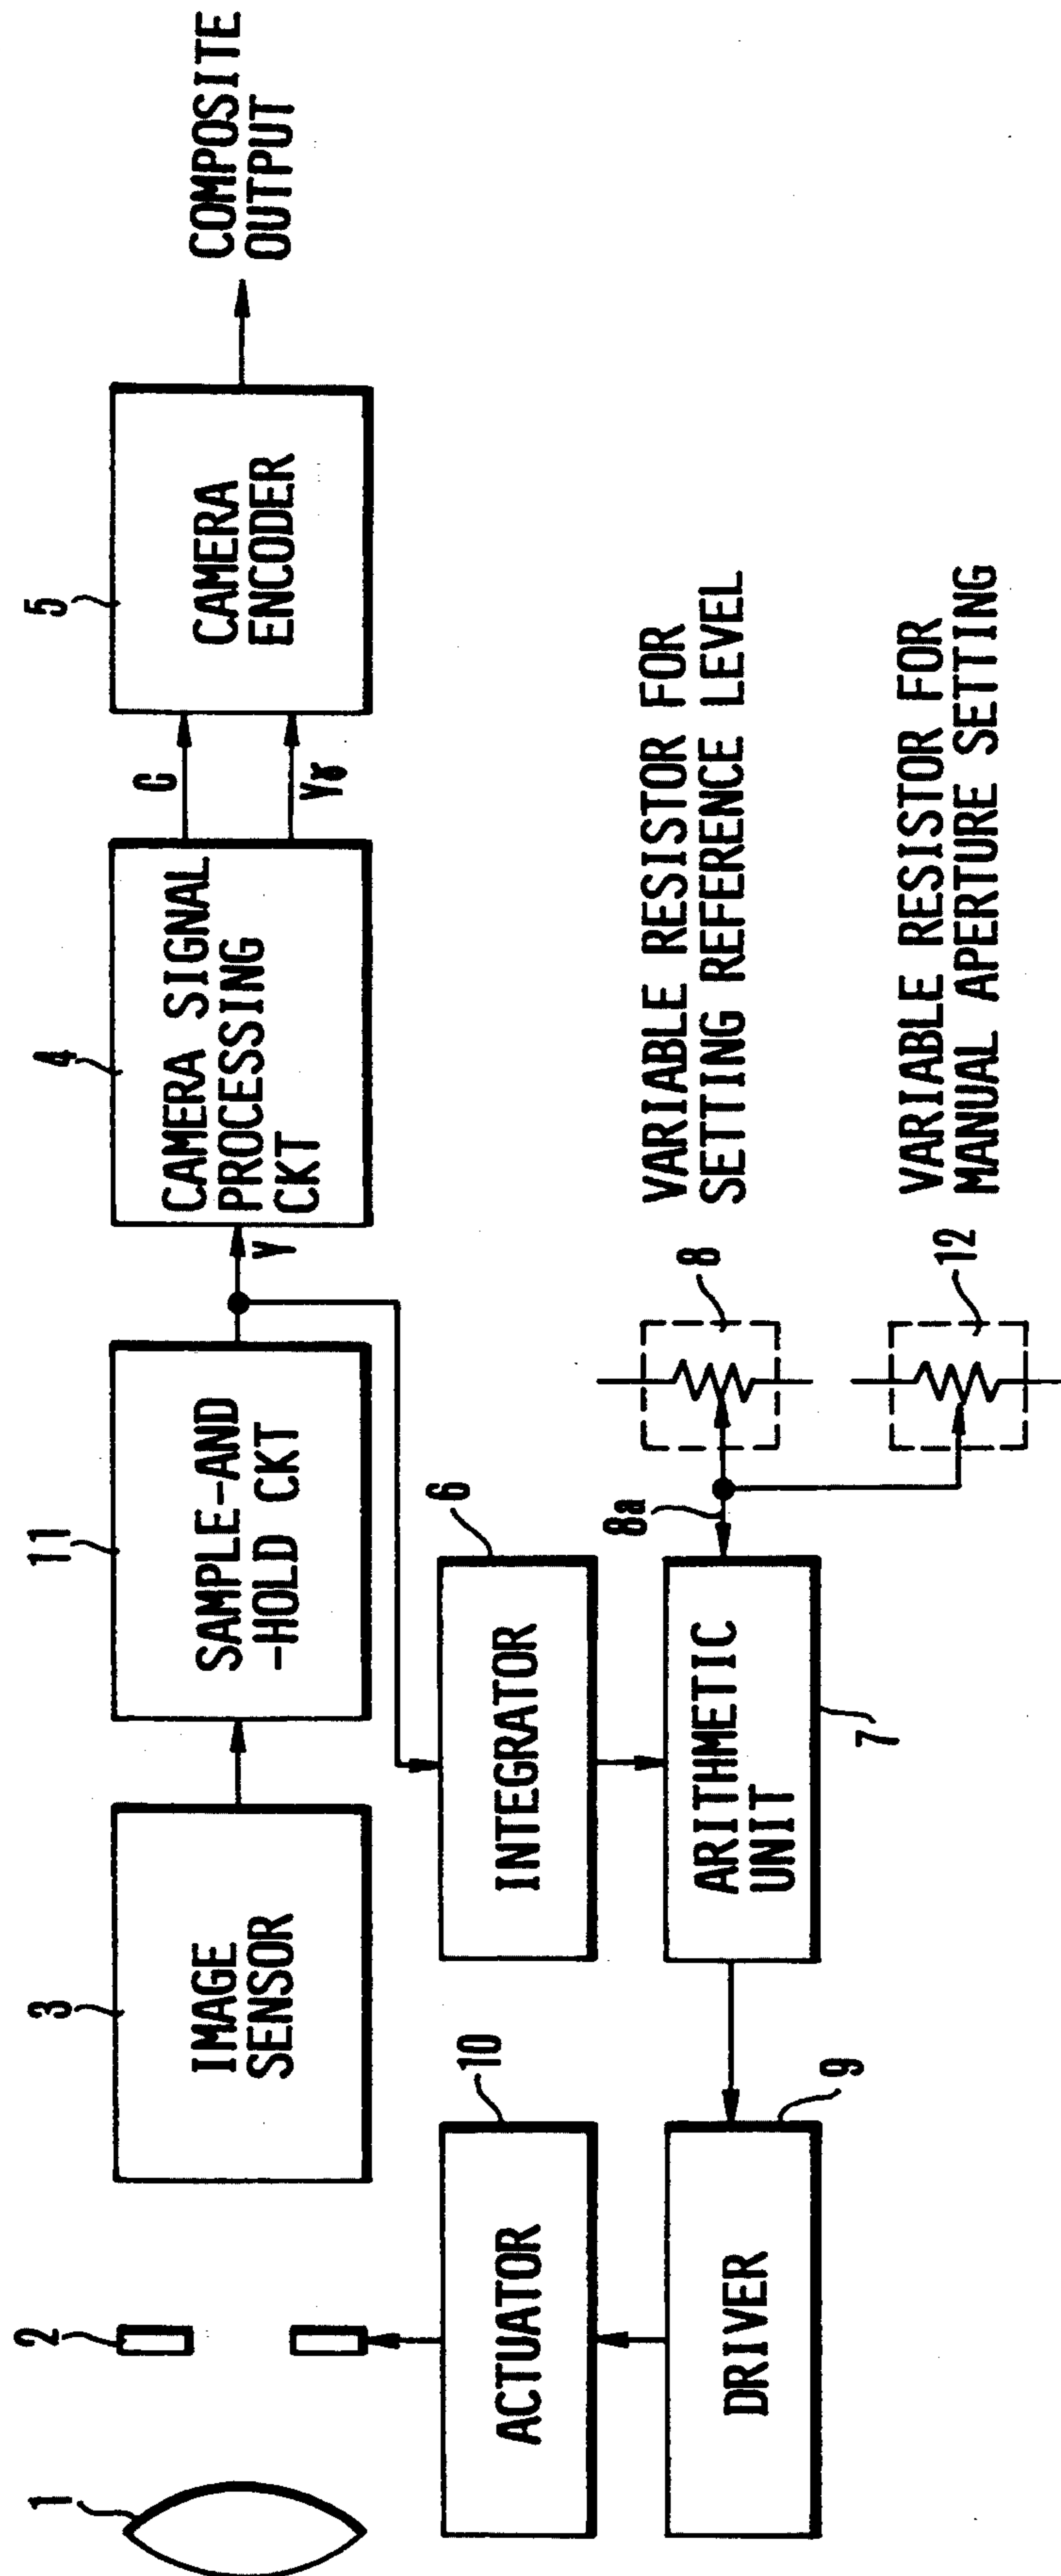 1
2
3
IMAGE
SENSOR
11
SAMPLE-AND
-HOLD CKT
Y
4
CAMERA SIGNAL
PROCESSING
CKT
C
Yγ
5
CAMERA
ENCODER
COMPOSITE
OUTPUT
10
ACTUATOR
6
INTEGRATOR
DRIVER
9
ARITHMETIC
UNIT
7
8a
8
VARIABLE RESISTOR FOR
SETTING REFERENCE LEVEL
12
VARIABLE RESISTOR FOR
MANUAL APERTURE SETTING